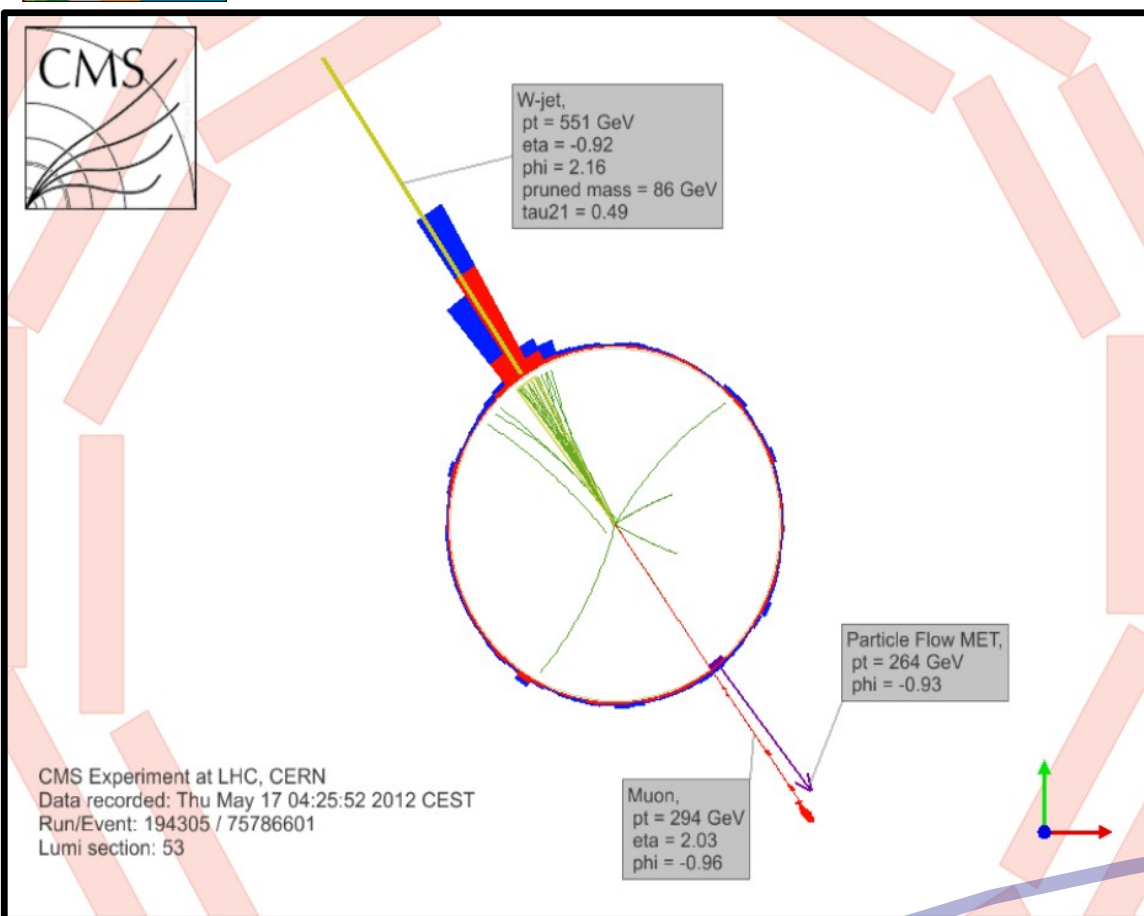 CMS
W-jet,
pt = 551 GeV
eta = -0.92
phi = 2.16
pruned mass = 86 GeV
tau21 = 0.49
Particle Flow MET,
pt = 264 GeV
phi = -0.93
Muon,
pt = 294 GeV
eta = 2.03
phi = -0.96
CMS Experiment at LHC, CERN
Data recorded: Thu May 17 04:25:52 2012 CEST
Run/Event: 194305 / 75786601
Lumi section: 53